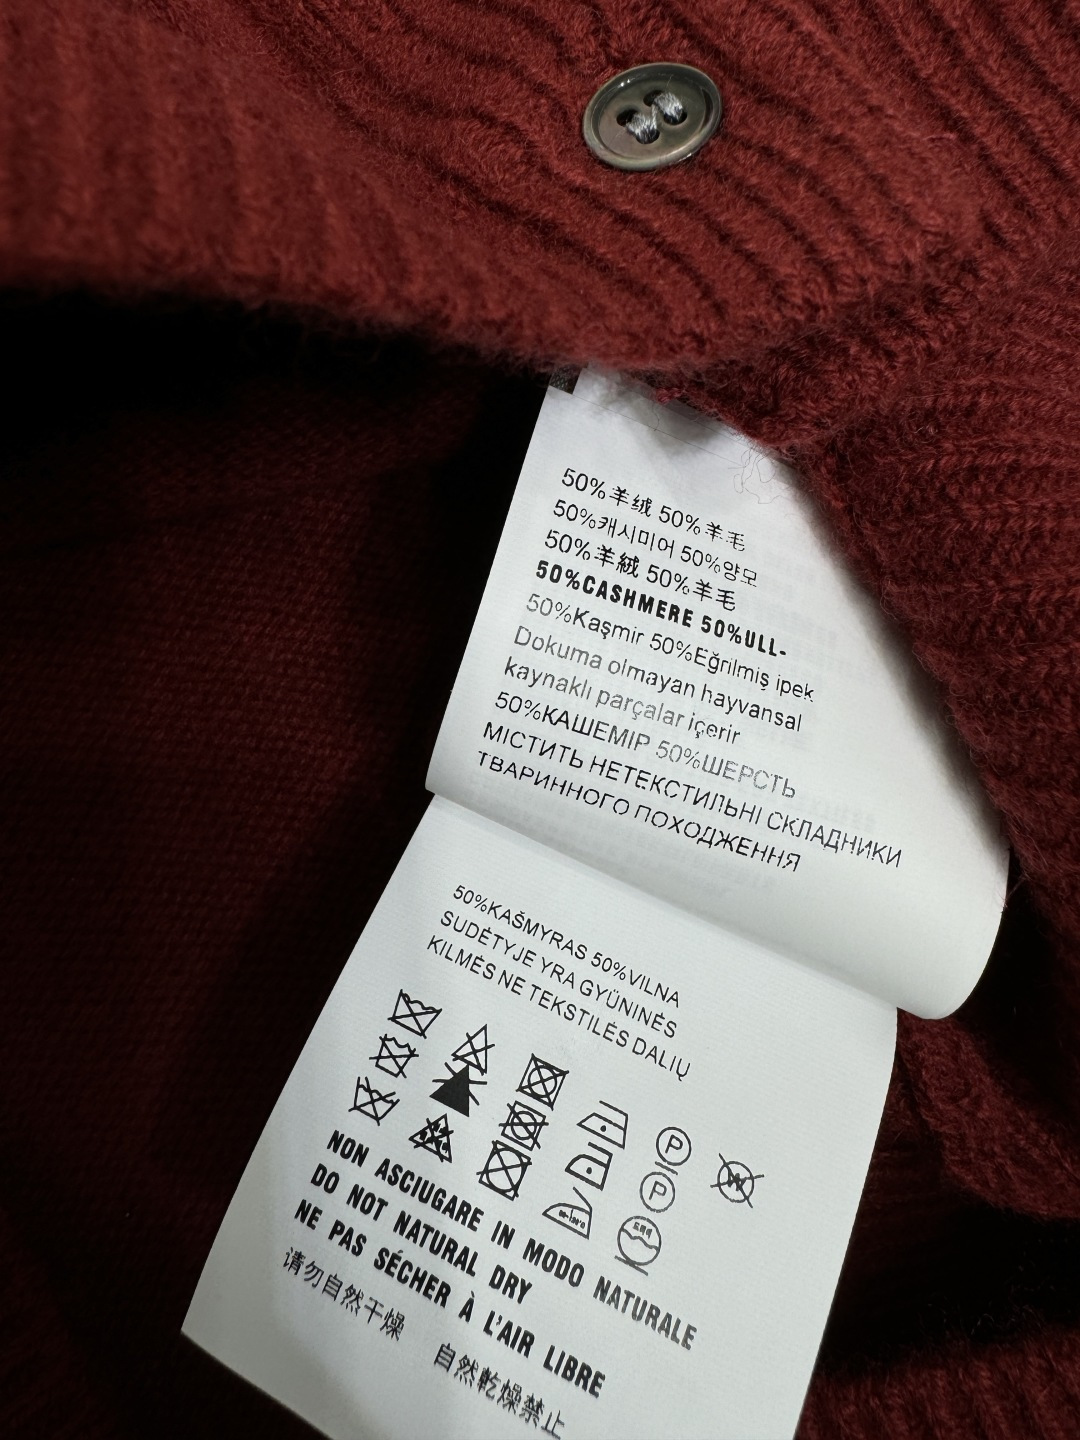 50%羊绒 50%羊毛
50%캐시미어 50%양모
50%羊絨 50%羊毛
50%CASHMERE 50%ULL-
50%Kaşmir 50%Eğrilmiş ipek
Dokuma olmayan hayvansal
kaynaklı parçalar içerir
50%КАШЕМІР 50%ШЕРСТЬ
МІСТИТЬ НЕТЕКСТИЛЬНІ СКЛАДНИКИ
ТВАРИННОГО ПОХОДЖЕННЯ
50%KAŠMYRAS 50%VILNA
SUDĖTYJE YRA GYŪNINĖS
KILMĖS NE TEKSTILĖS DALIŲ
P
W
P
NON ASCIUGARE IN MODO NATURALE
DO NOT NATURAL DRY
NE PAS SÉCHER À L'AIR LIBRE
请勿自然干燥 自然乾燥禁止